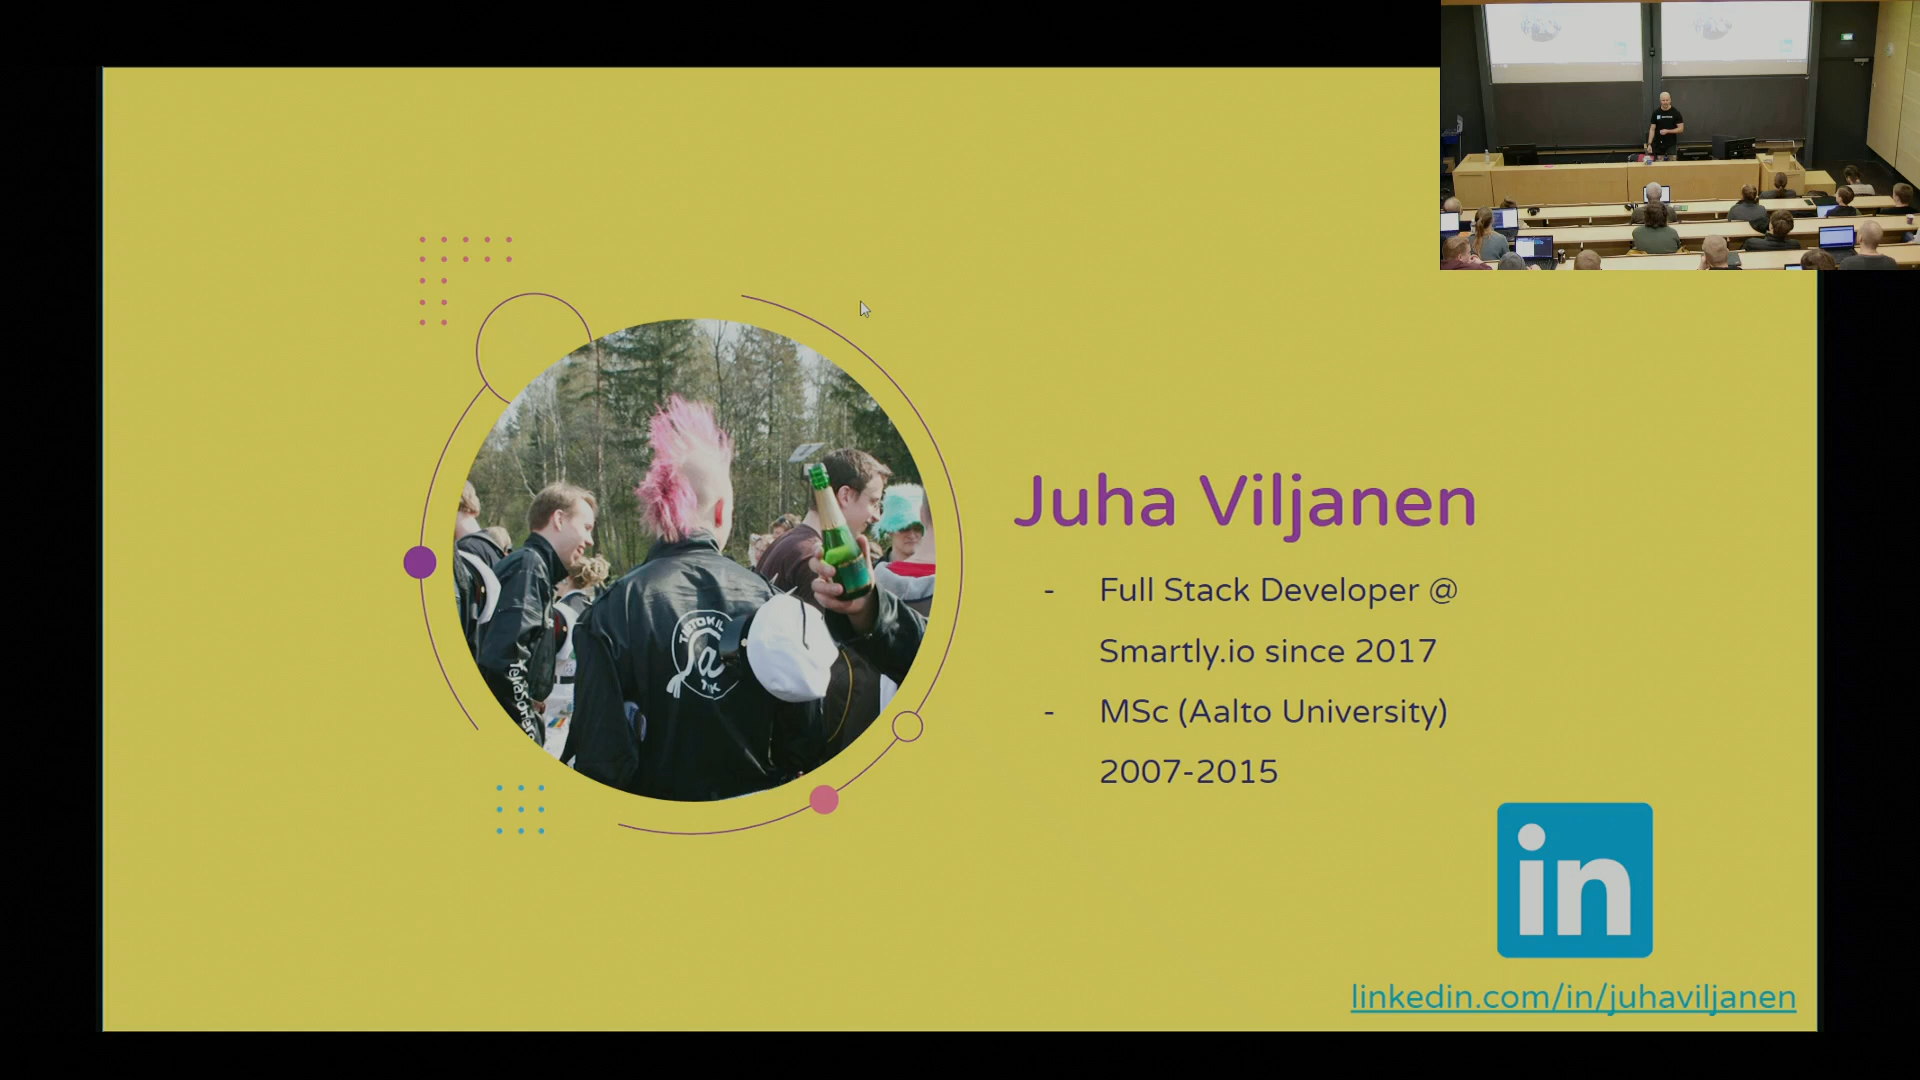 Juha Viljanen
- Full Stack Developer @
Smartly.io since 2017
- MSc (Aalto University)
2007-2015
in
linkedin.com/in/juhaviljanen
TiK